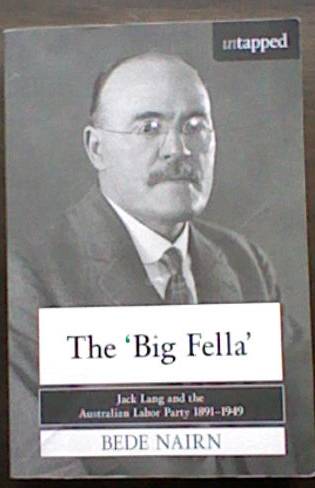 untapped
The ‘Big Fella’
Jack Lang and the
Australian Labor Party 1891–1949
BEDE NAIRN